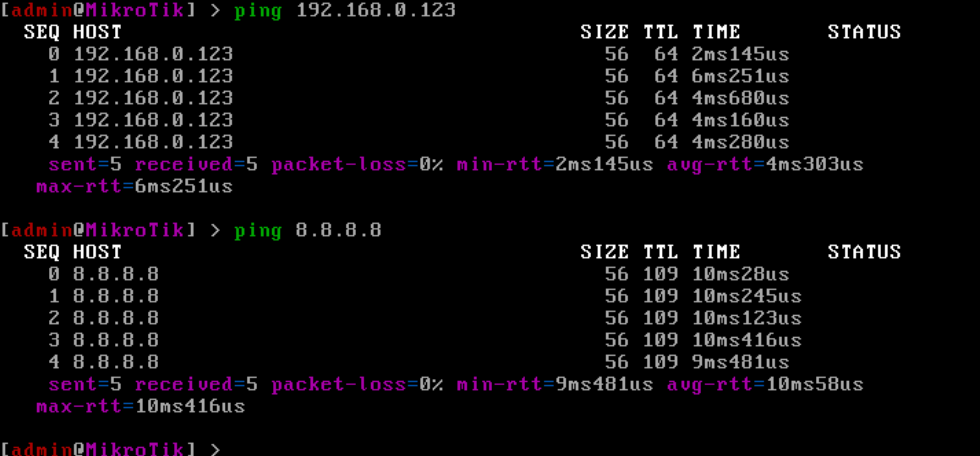 [admin@MikroTik] > ping 192.168.0.123
SEQ HOST SIZE TTL TIME STATUS
0 192.168.0.123 56 64 2ms145us
1 192.168.0.123 56 64 6ms251us
2 192.168.0.123 56 64 4ms680us
3 192.168.0.123 56 64 4ms160us
4 192.168.0.123 56 64 4ms280us
sent=5 received=5 packet-loss=0% min-rtt=2ms145us avg-rtt=4ms303us
max-rtt=6ms251us
[admin@MikroTik] > ping 8.8.8.8
SEQ HOST SIZE TTL TIME STATUS
0 8.8.8.8 56 109 10ms28us
1 8.8.8.8 56 109 10ms245us
2 8.8.8.8 56 109 10ms123us
3 8.8.8.8 56 109 10ms416us
4 8.8.8.8 56 109 9ms481us
sent=5 received=5 packet-loss=0% min-rtt=9ms481us avg-rtt=10ms58us
max-rtt=10ms416us
[admin@MikroTik] >